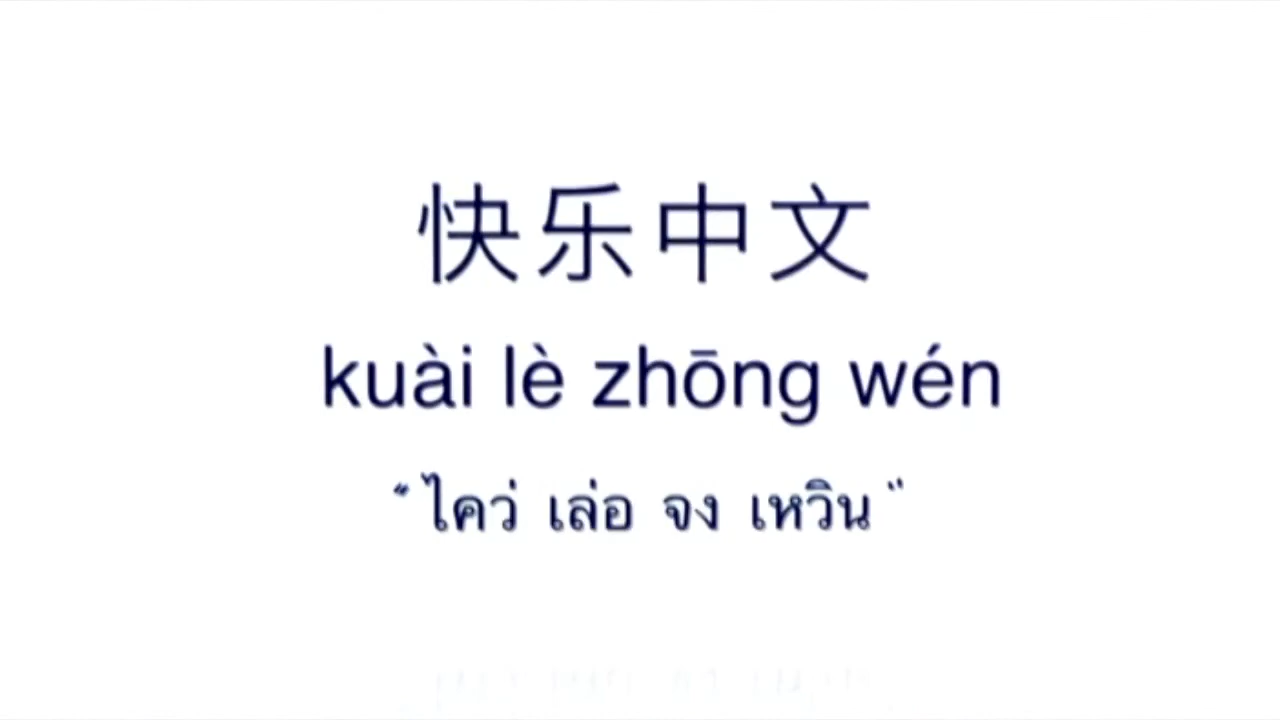 快乐中文
kuài lè zhōng wén
“ไคว่ เล่อ จง เหวิน”